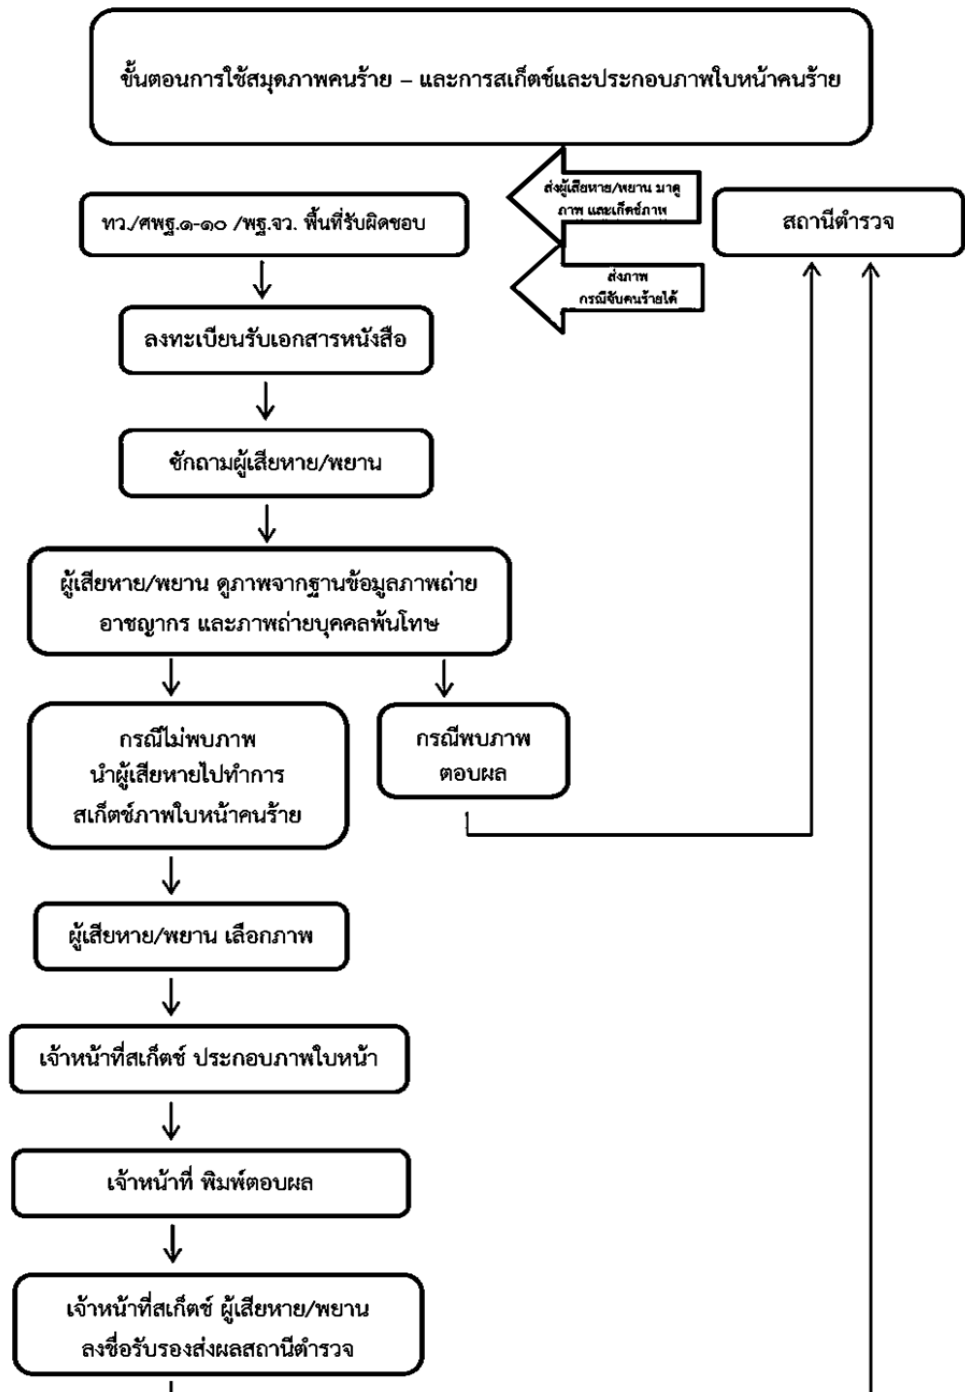 ขั้นตอนการใช้สมุดภาพคนร้าย – และการสเก็ตช์และประกอบภาพใบหน้าคนร้าย
ส่งผู้เสียหาย/พยาน มาดู
ภาพ และเก็ตช์ภาพ
สถานีตำรวจ
ทว./ศพฐ.๑-๑๐ /พฐ.จว. พื้นที่รับผิดชอบ
ส่งภาพ
กรณีจับคนร้ายได้
ลงทะเบียนรับเอกสารหนังสือ
ซักถามผู้เสียหาย/พยาน
ผู้เสียหาย/พยาน ดูภาพจากฐานข้อมูลภาพถ่าย
อาชญากร และภาพถ่ายบุคคลพ้นโทษ
กรณีไม่พบภาพ
นำผู้เสียหายไปทำการ
สเก็ตช์ภาพใบหน้าคนร้าย
กรณีพบภาพ
ตอบผล
ผู้เสียหาย/พยาน เลือกภาพ
เจ้าหน้าที่สเก็ตช์ ประกอบภาพใบหน้า
เจ้าหน้าที่ พิมพ์ตอบผล
เจ้าหน้าที่สเก็ตช์ ผู้เสียหาย/พยาน
ลงชื่อรับรองส่งผลสถานีตำรวจ